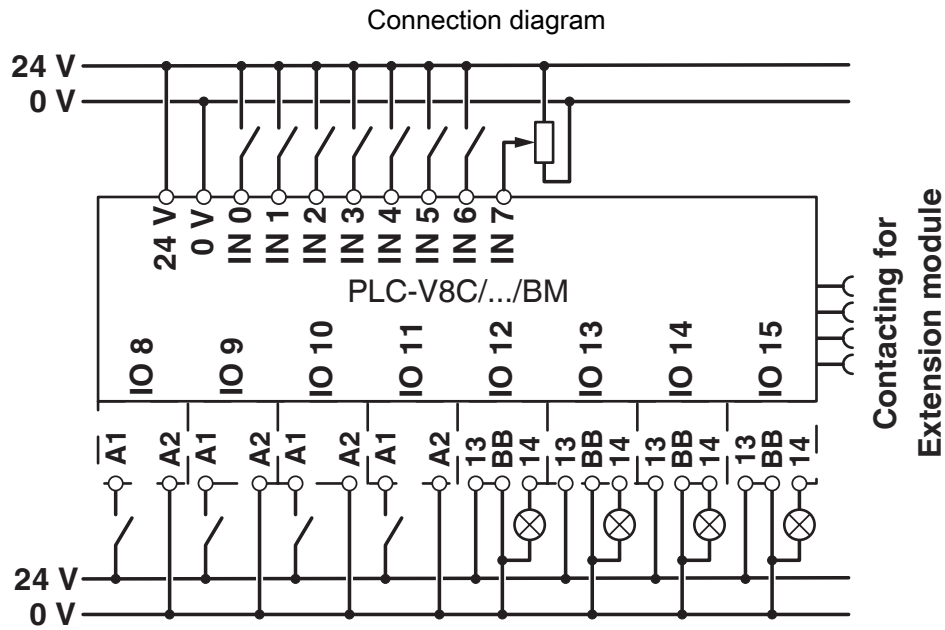 Connection diagram
24 V
0 V
24 V
0 V
IN 0
IN 1
IN 2
IN 3
IN 4
IN 5
IN 6
IN 7
PLC-V8C/.../BM
IO 8
IO 9
IO 10
IO 11
IO 12
IO 13
IO 14
IO 15
Contacting for
Extension module
A1
A2
A1
A2
A1
A2
A1
A2
13
BB
14
13
BB
14
13
BB
14
13
BB
14
24 V
0 V